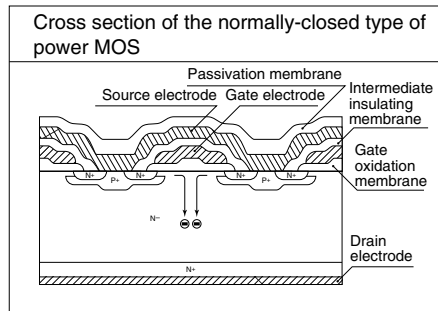 Cross section of the normally-closed type of
power MOS
Passivation membrane
Source electrode
Gate electrode
Intermediate
insulating
membrane
Gate
oxidation
membrane
N+
P+
N+
N+
P+
N+
N−
Drain
electrode
N+